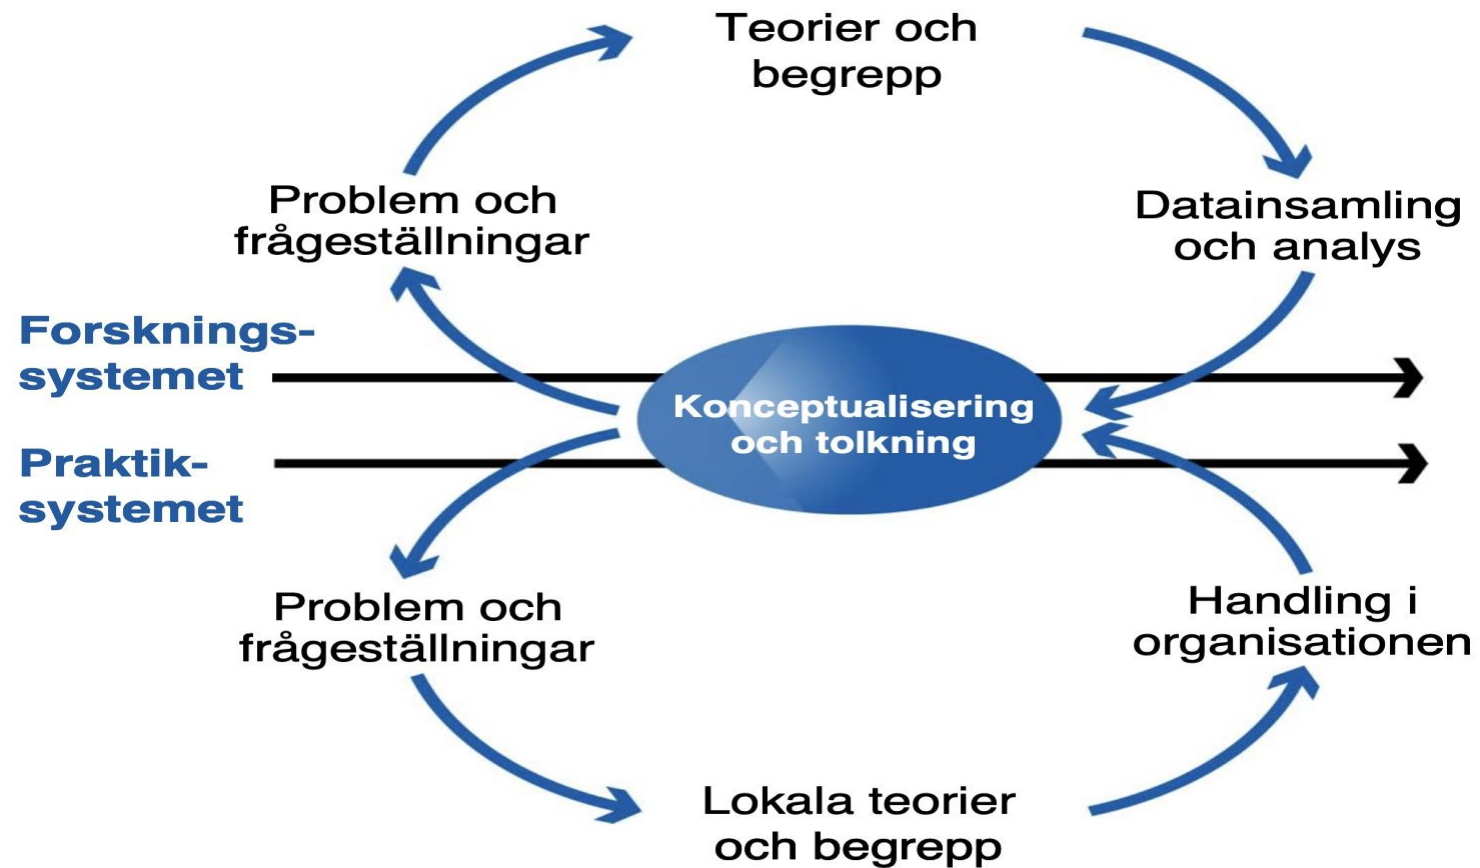 Teorier och
begrepp
Problem och
frågeställningar
Datainsamling
och analys
Forsknings-
systemet
Konceptualisering
och tolkning
Praktik-
systemet
Problem och
frågeställningar
Handling i
organisationen
Lokala teorier
och begrepp